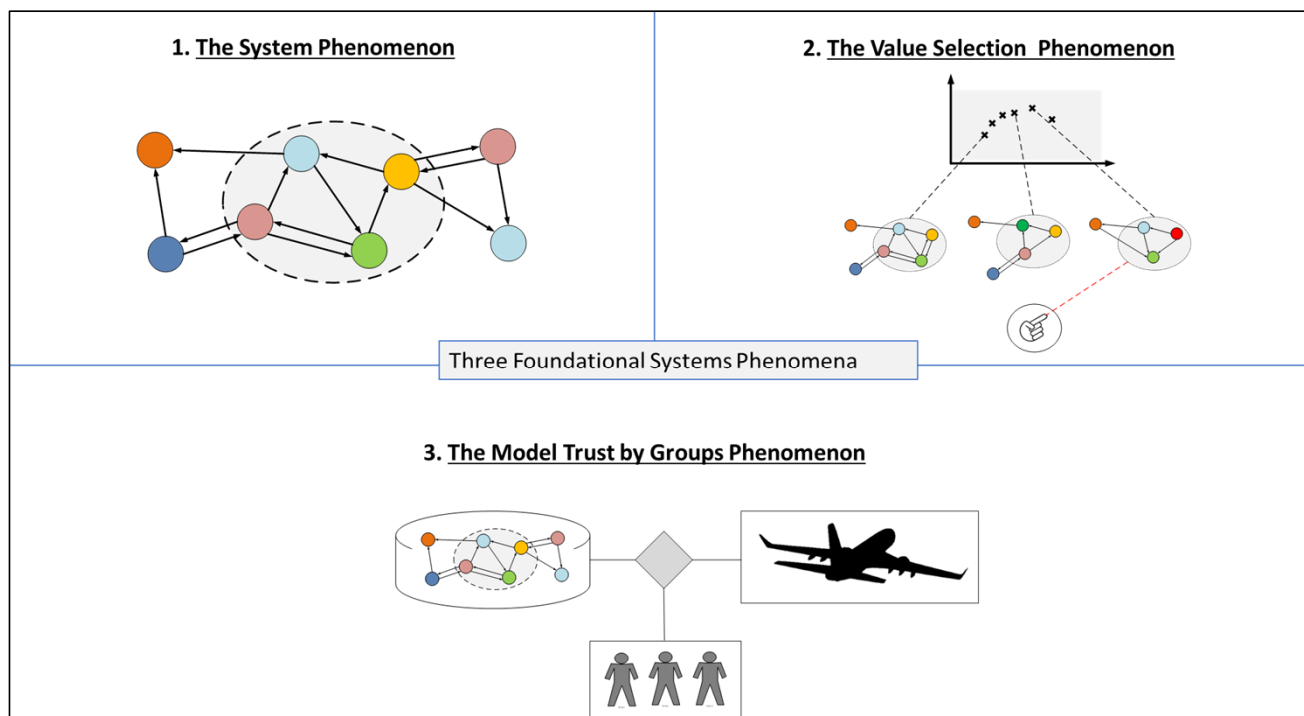 1. The System Phenomenon
2. The Value Selection Phenomenon
Three Foundational Systems Phenomena
3. The Model Trust by Groups Phenomenon